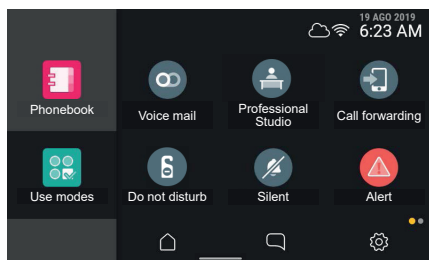 19 AGO 2019
6:23 AM
Phonebook
Voice mail
Professional
Studio
Call forwarding
Use modes
Do not disturb
Silent
Alert